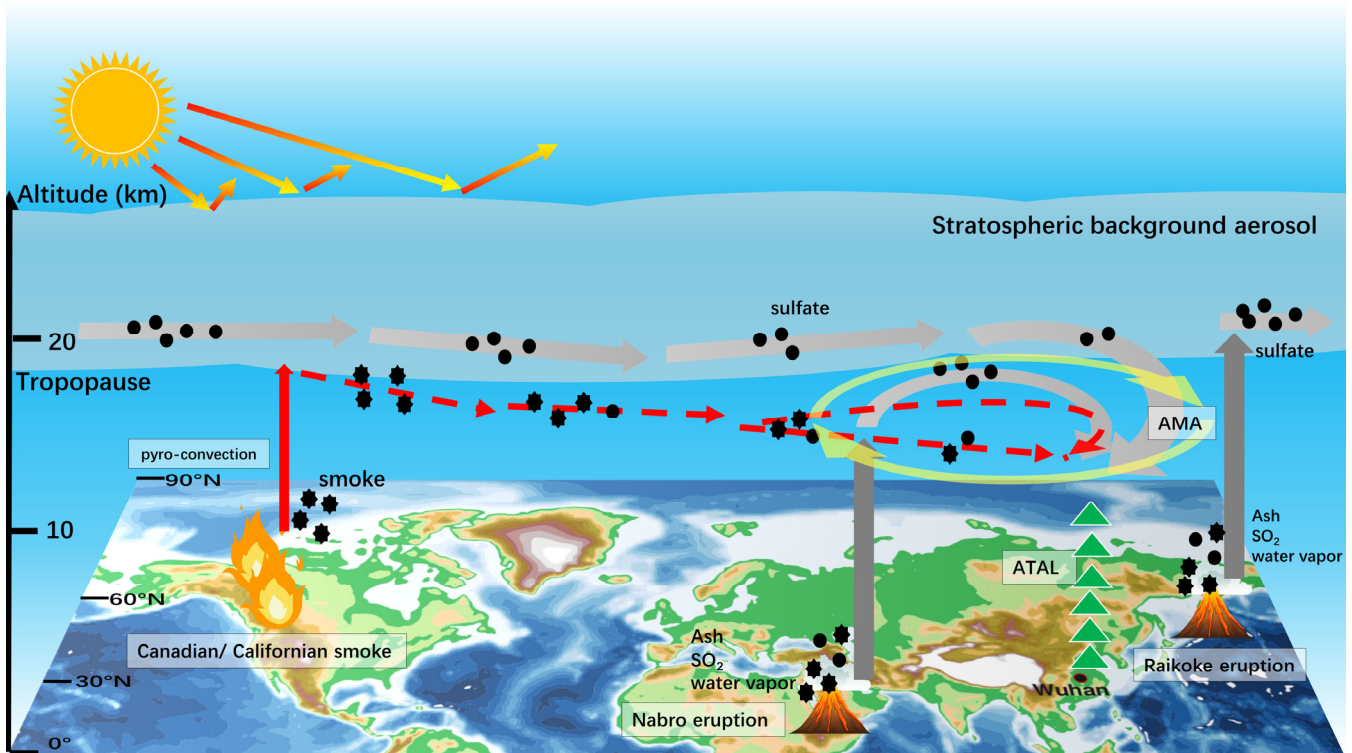 Altitude (km)
Stratospheric background aerosol
sulfate
20
sulfate
Tropopause
AMA
pyro-convection
90°N
smoke
10
Ash
SO₂
water vapor
ATAL
60°N
Canadian/ Californian smoke
Ash
SO₂
water vapor
Raikoke eruption
30°N
Wuhan
Nabro eruption
0°